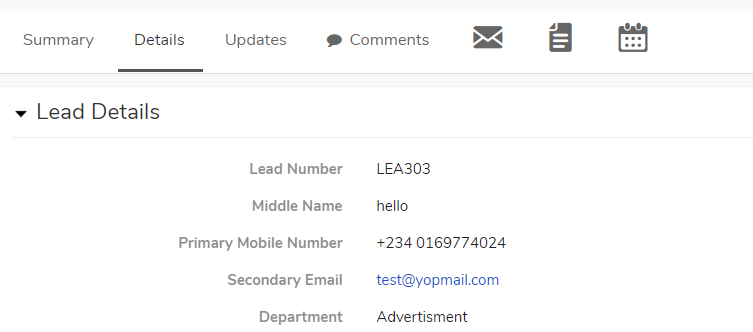 Summary Details Updates Comments
Lead Details
Lead Number LEA303
Middle Name hello
Primary Mobile Number +234 0169774024
Secondary Email test@yopmail.com
Department Advertisment